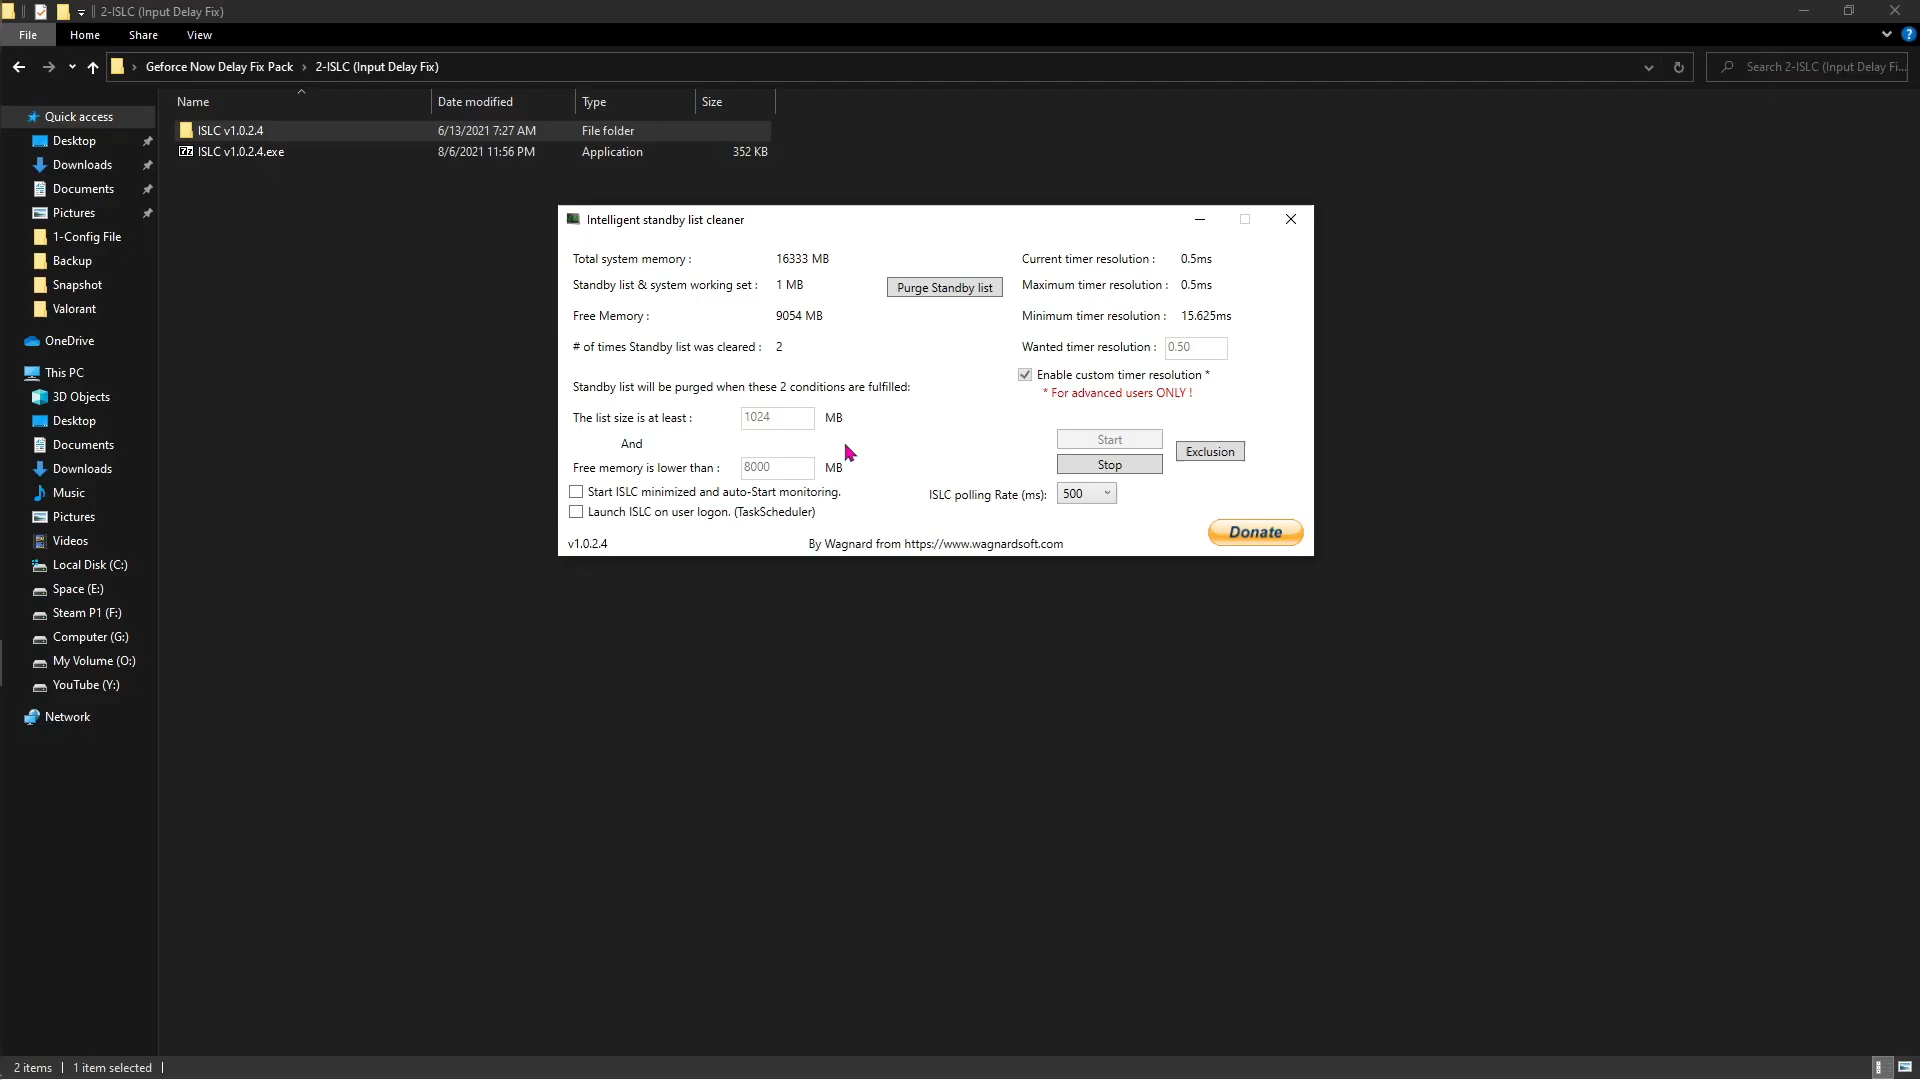 2-ISLC (Input Delay Fix)
File Home Share View
Geforce Now Delay Fix Pack › 2-ISLC (Input Delay Fix)
Search 2-ISLC (Input Delay Fi...
Name Date modified Type Size
ISLC v1.0.2.4 6/13/2021 7:27 AM File folder
ISLC v1.0.2.4.exe 8/6/2021 11:56 PM Application 352 KB
Quick access
Desktop
Downloads
Documents
Pictures
1-Config File
Backup
Snapshot
Valorant
OneDrive
This PC
3D Objects
Desktop
Documents
Downloads
Music
Pictures
Videos
Local Disk (C:)
Space (E:)
Steam P1 (F:)
Computer (G:)
My Volume (O:)
YouTube (Y:)
Network
Intelligent standby list cleaner
Total system memory : 16333 MB
Standby list & system working set : 1 MB
Purge Standby list
Free Memory : 9054 MB
# of times Standby list was cleared : 2
Standby list will be purged when these 2 conditions are fulfilled:
The list size is at least : 1024 MB
And
Free memory is lower than : 8000 MB
Start ISLC minimized and auto-Start monitoring.
Launch ISLC on user logon. (TaskScheduler)
v1.0.2.4
By Wagnard from https://www.wagnardsoft.com
Current timer resolution : 0.5ms
Maximum timer resolution : 0.5ms
Minimum timer resolution : 15.625ms
Wanted timer resolution : 0.50
Enable custom timer resolution *
* For advanced users ONLY !
Start
Stop
Exclusion
ISLC polling Rate (ms): 500
Donate
2 items 1 item selected